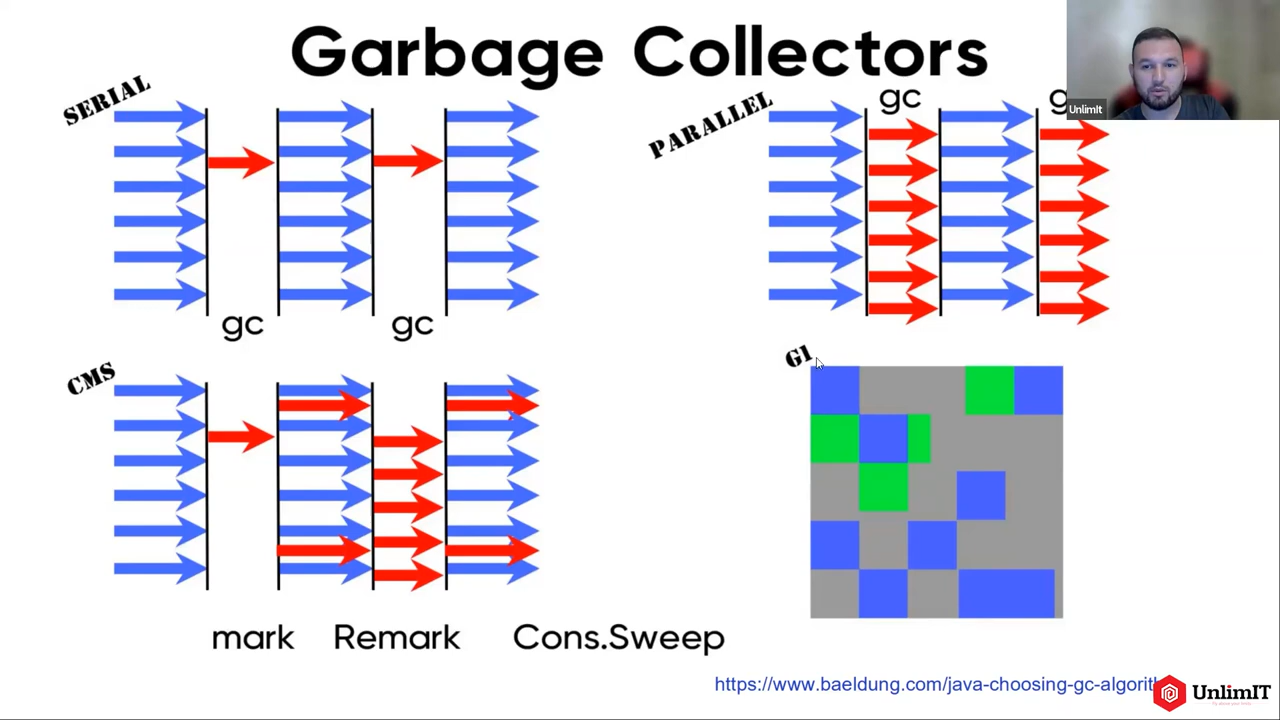 Garbage Collectors
UnlimIt
SERIAL
gc
gc
PARALLEL
gc
CMS
mark
Remark
Cons.Sweep
G1
https://www.baeldung.com/java-choosing-gc-algorith
UnlimIT